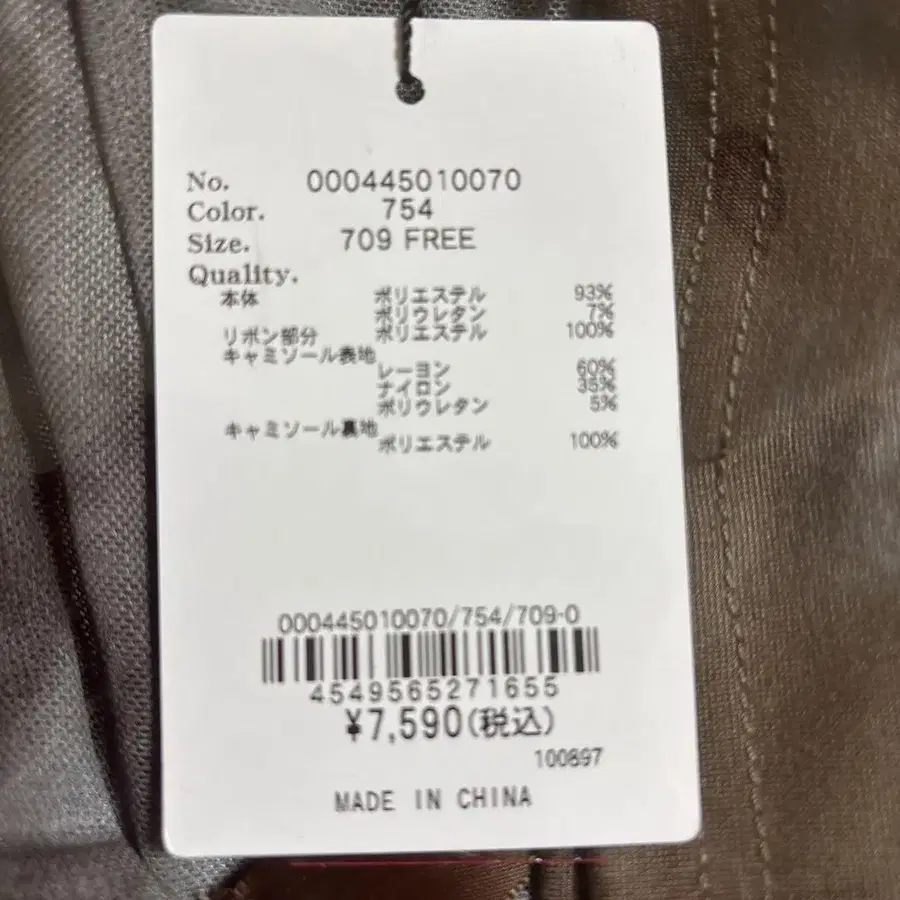 No. 000445010070
Color. 754
Size. 709 FREE
Quality.
本体 ポリエステル 93%
ポリウレタン 7%
リボン部分 ポリエステル 100%
キャミソール表地
レーヨン 60%
ナイロン 35%
ポリウレタン 5%
キャミソール裏地
ポリエステル 100%
000445010070/754/709-0
4549565271655
¥7,590(税込)
100897
MADE IN CHINA